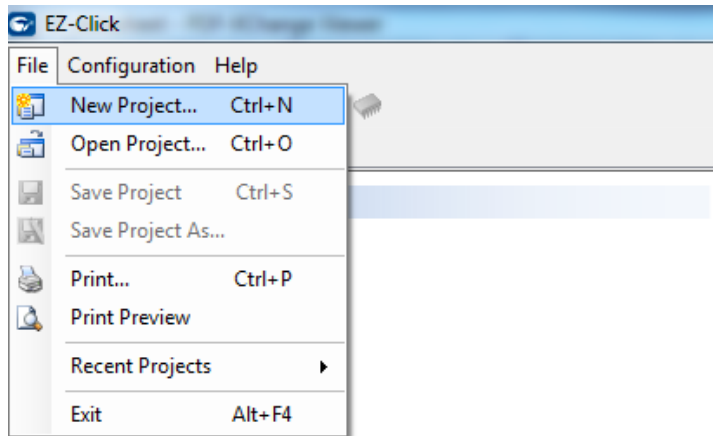 EZ-Click
File Configuration Help
New Project... Ctrl+N
Open Project... Ctrl+O
Save Project Ctrl+S
Save Project As...
Print... Ctrl+P
Print Preview
Recent Projects
Exit Alt+F4